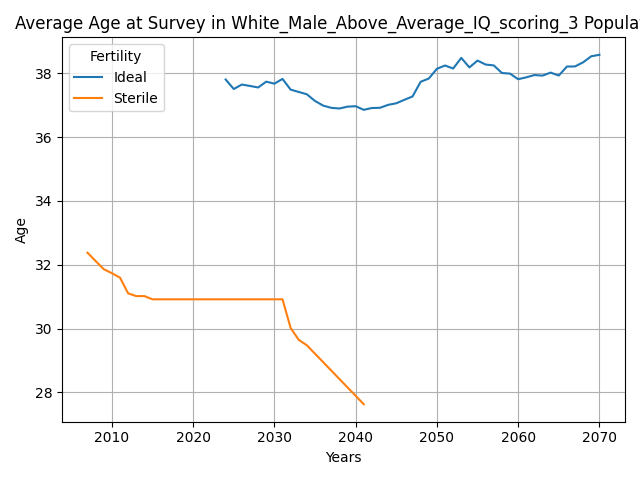 Average Age at Survey in White_Male_Above_Average_IQ_scoring_3 Popula
Fertility
Ideal
Sterile
38
36
34
32
30
28
Age
2010 2020 2030 2040 2050 2060 2070
Years